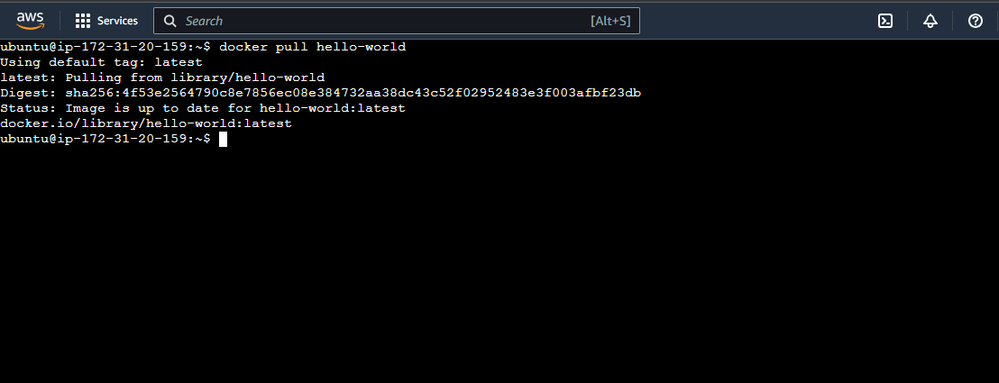 aws Services Search [Alt+S]
ubuntu@ip-172-31-20-159:~$ docker pull hello-world
Using default tag: latest
latest: Pulling from library/hello-world
Digest: sha256:4f53e2564790c8e7856ec08e384732aa38dc43c52f02952483e3f003afbf23db
Status: Image is up to date for hello-world:latest
docker.io/library/hello-world:latest
ubuntu@ip-172-31-20-159:~$